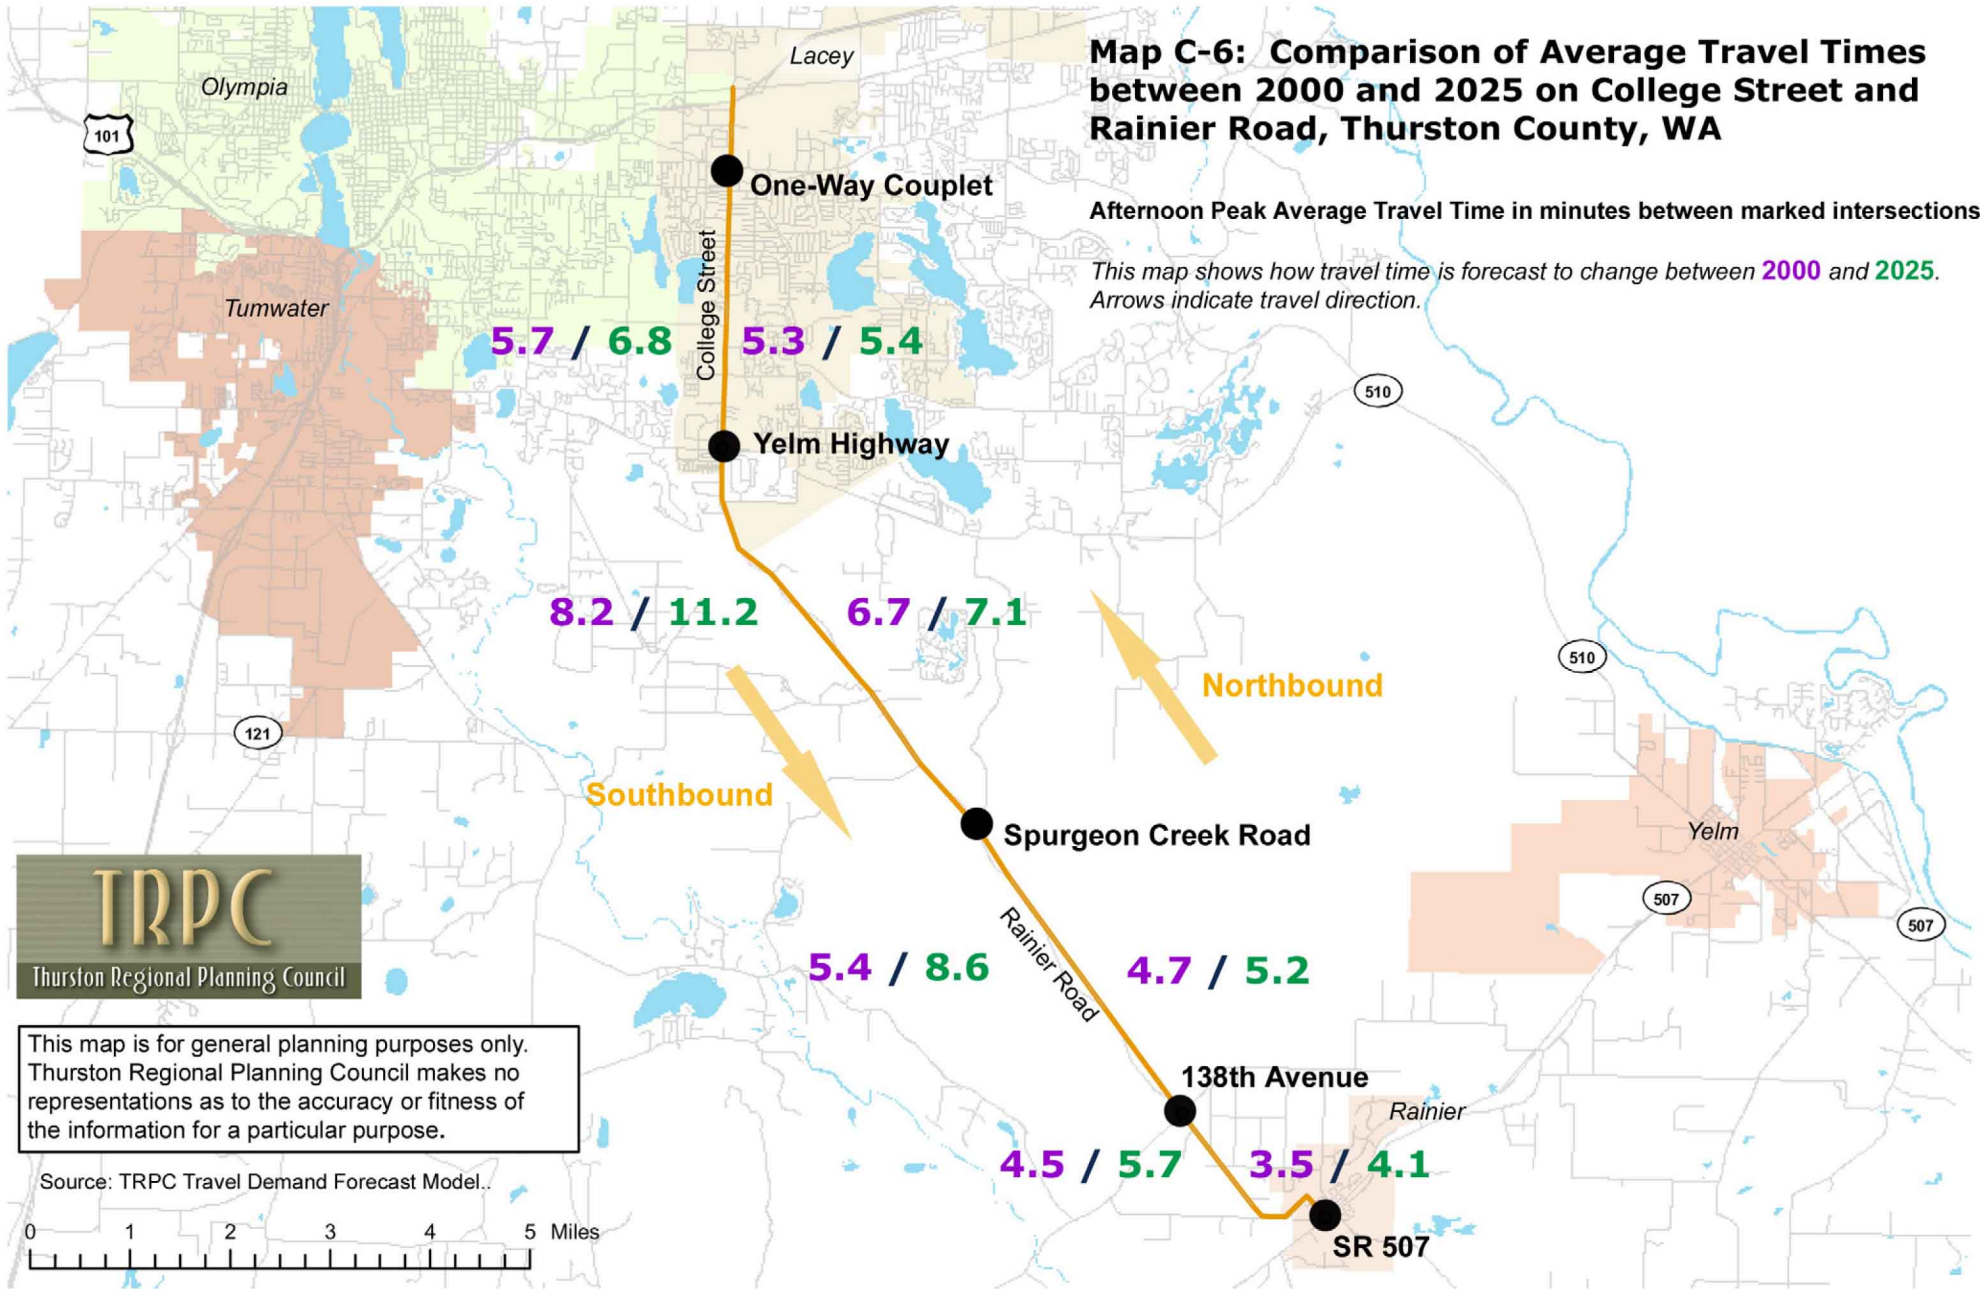 Map C-6: Comparison of Average Travel Times
between 2000 and 2025 on College Street and
Rainier Road, Thurston County, WA
Afternoon Peak Average Travel Time in minutes between marked intersections
This map shows how travel time is forecast to change between 2000 and 2025.
Arrows indicate travel direction.
Lacey
Olympia
101
One-Way Couplet
College Street
Tumwater
5.7 / 6.8
5.3 / 5.4
510
Yelm Highway
8.2 / 11.2
6.7 / 7.1
510
Northbound
121
Southbound
Spurgeon Creek Road
Yelm
507
507
Rainier Road
5.4 / 8.6
4.7 / 5.2
138th Avenue
Rainier
4.5 / 5.7
3.5 / 4.1
SR 507
TRPC
Thurston Regional Planning Council
This map is for general planning purposes only.
Thurston Regional Planning Council makes no
representations as to the accuracy or fitness of
the information for a particular purpose.
Source: TRPC Travel Demand Forecast Model..
0 1 2 3 4 5 Miles